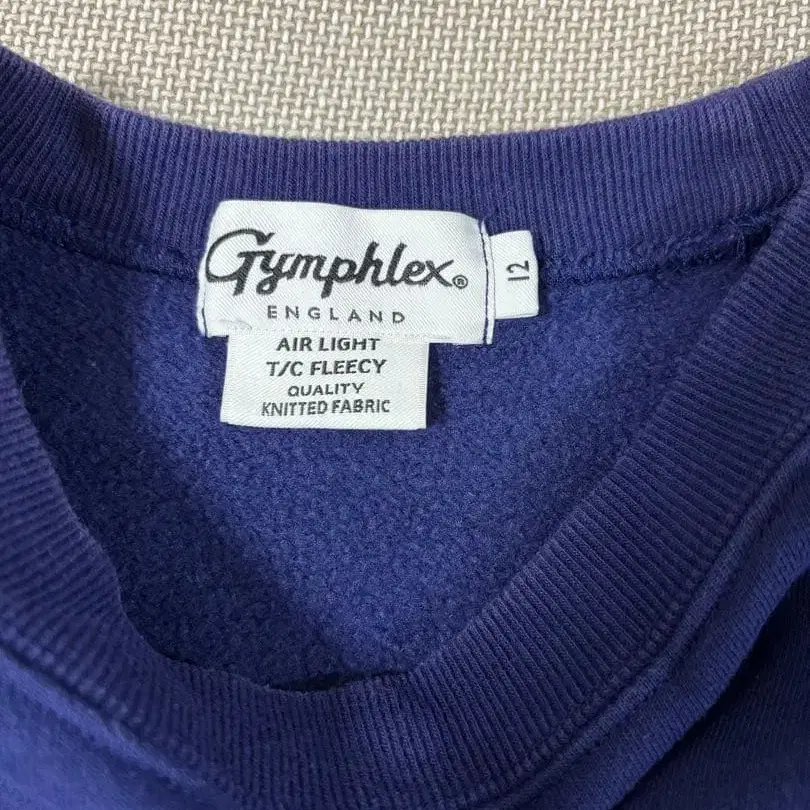 Gymphlex®
ENGLAND
12
AIR LIGHT
T/C FLEECY
QUALITY
KNITTED FABRIC